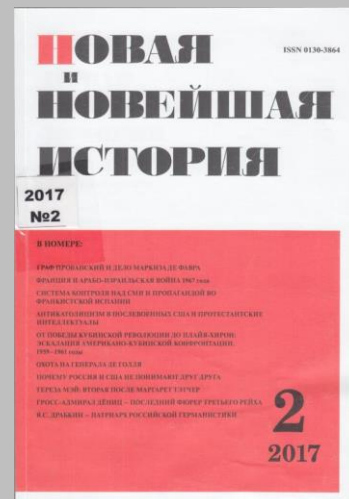 НОВАЯ
И
НОВЕЙШАЯ
ИСТОРИЯ
ISSN 0130-3864
2017
№2
В НОМЕРЕ:
ГРАФ ПРОВАНСКИЙ И ДЕЛО МАРКИЗА ДЕ ФАВРА
ФРАНЦИЯ И АРАБО-ИЗРАИЛЬСКАЯ ВОЙНА 1967 года
СИСТЕМА КОНТРОЛЯ НАД СМИ И ПРОПАГАНДОЙ ВО
ФРАНКИСТСКОЙ ИСПАНИИ
АНТИКАТОЛИЦИЗМ В ПОСЛЕВОЕННЫХ США И ПРОТЕСТАНТСКИЕ
ИНТЕЛЛЕКТУАЛЫ
ОТ ПОБЕДЫ КУБИНСКОЙ РЕВОЛЮЦИИ ДО ПЛАЙЯ-ХИРОН:
ЭСКАЛАЦИЯ АМЕРИКАНО-КУБИНСКОЙ КОНФРОНТАЦИИ.
1959–1961 годы
ОХОТА НА ГЕНЕРАЛА ДЕ ГОЛЛЯ
ПОЧЕМУ РОССИЯ И США НЕ ПОНИМАЮТ ДРУГ ДРУГА
ТЕРЕЗА МЭЙ: ВТОРАЯ ПОСЛЕ МАРГАРЕТ ТЭТЧЕР
ГРОСС-АДМИРАЛ ДЁНИЦ – ПОСЛЕДНИЙ ФЮРЕР ТРЕТЬЕГО РЕЙХА
Я.С. ДРАБКИН – ПАТРИАРХ РОССИЙСКОЙ ГЕРМАНИСТИКИ
2
2017